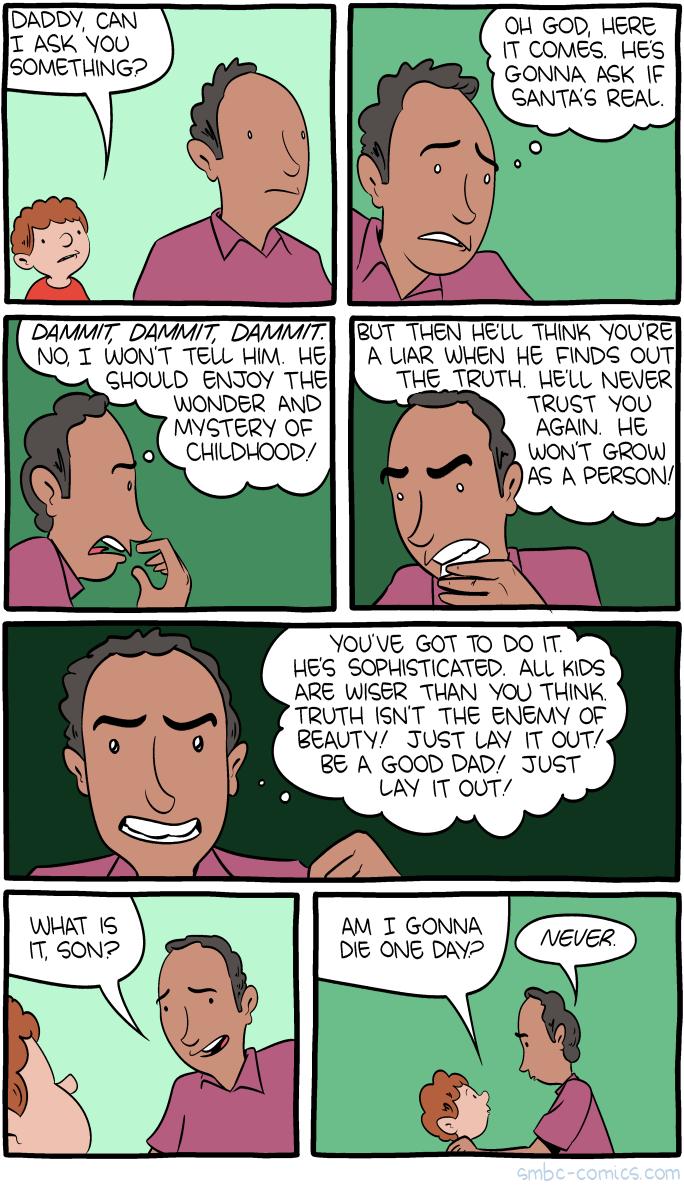 DADDY, CAN
I ASK YOU
SOMETHING?
OH GOD, HERE
IT COMES. HE'S
GONNA ASK IF
SANTA'S REAL.
DAMMIT, DAMMIT, DAMMIT.
NO, I WON'T TELL HIM. HE
SHOULD ENJOY THE
WONDER AND
MYSTERY OF
CHILDHOOD!
BUT THEN HE'LL THINK YOU'RE
A LIAR WHEN HE FINDS OUT
THE TRUTH. HE'LL NEVER
TRUST YOU
AGAIN. HE
WON'T GROW
AS A PERSON!
YOU'VE GOT TO DO IT.
HE'S SOPHISTICATED. ALL KIDS
ARE WISER THAN YOU THINK.
TRUTH ISN'T THE ENEMY OF
BEAUTY! JUST LAY IT OUT!
BE A GOOD DAD! JUST
LAY IT OUT!
WHAT IS
IT, SON?
AM I GONNA
DIE ONE DAY?
NEVER.
smbc-comics.com